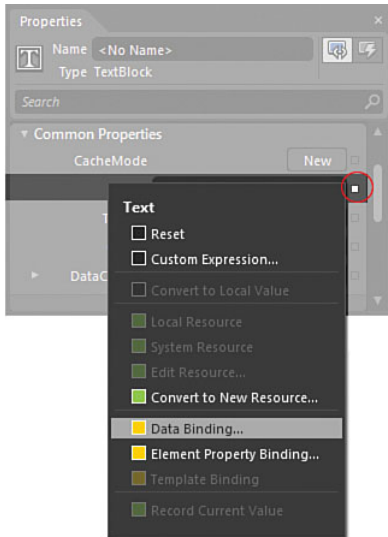 Properties
Name <No Name>
Type TextBlock
Search
Common Properties
CacheMode New
T
DataC
Text
Reset
Custom Expression...
Convert to Local Value
Local Resource
System Resource
Edit Resource...
Convert to New Resource...
Data Binding...
Element Property Binding...
Template Binding
Record Current Value